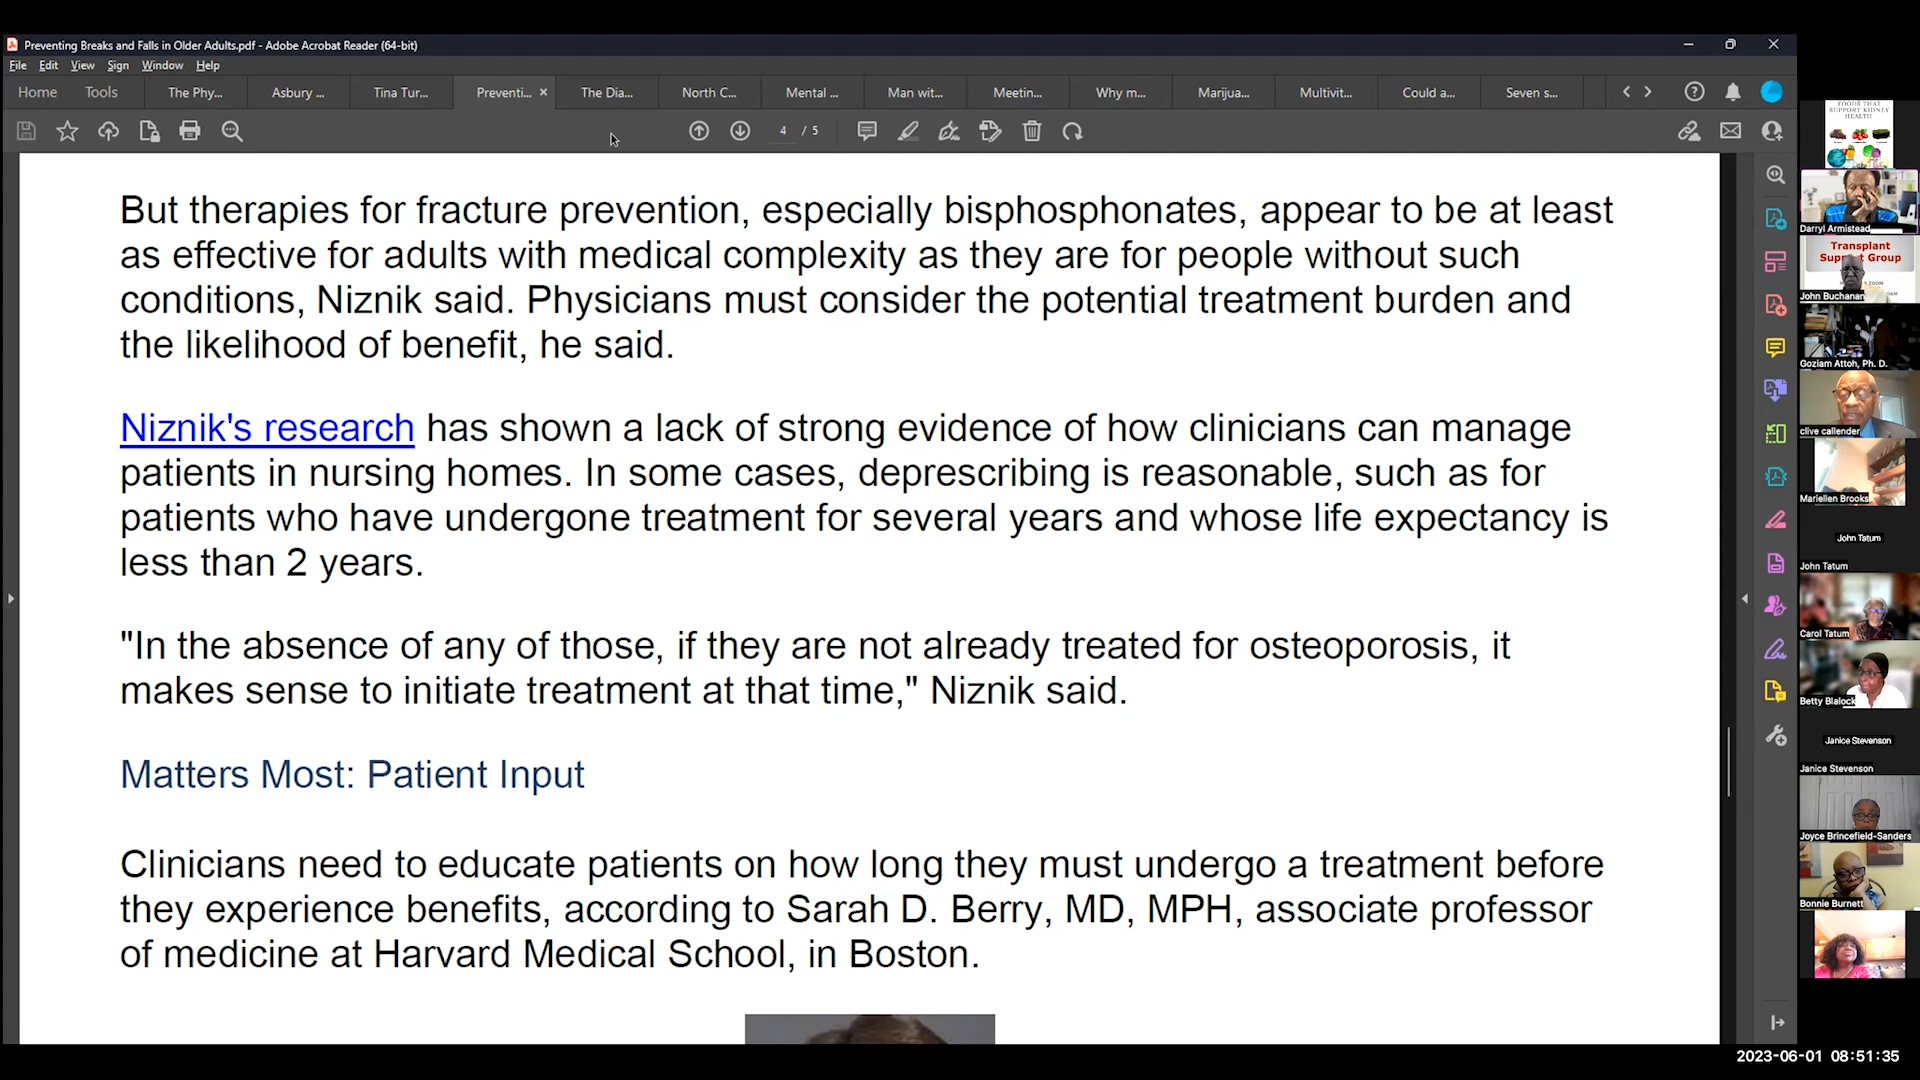 Preventing Breaks and Falls in Older Adults.pdf - Adobe Acrobat Reader (64-bit)
File Edit View Sign Window Help
Home Tools The Phy... Asbury ... Tina Tur... Preventi... The Dia... North C... Mental ... Man wit... Meetin... Why m... Marijua... Multivit... Could a... Seven s...
4 / 5
But therapies for fracture prevention, especially bisphosphonates, appear to be at least
as effective for adults with medical complexity as they are for people without such
conditions, Niznik said. Physicians must consider the potential treatment burden and
the likelihood of benefit, he said.
Niznik's research has shown a lack of strong evidence of how clinicians can manage
patients in nursing homes. In some cases, deprescribing is reasonable, such as for
patients who have undergone treatment for several years and whose life expectancy is
less than 2 years.
"In the absence of any of those, if they are not already treated for osteoporosis, it
makes sense to initiate treatment at that time," Niznik said.
Matters Most: Patient Input
Clinicians need to educate patients on how long they must undergo a treatment before
they experience benefits, according to Sarah D. Berry, MD, MPH, associate professor
of medicine at Harvard Medical School, in Boston.
FOODS THAT
SUPPORT KIDNEY
HEALTH
Darryl Armistead
Transplant
Support Group
ZOOM
John Buchanan
Goziam Attoh, Ph. D.
clive callender
Mariellen Brooks
John Tatum
John Tatum
Carol Tatum
Betty Blalock
Janice Stevenson
Janice Stevenson
Joyce Brincefield-Sanders
Bonnie Burnett
2023-06-01 08:51:35